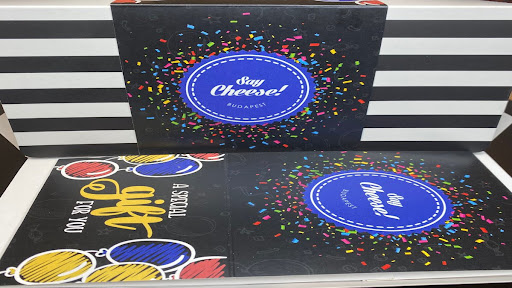 Say
Cheese!
BUDAPEST
A SPECIAL
gift
FOR YOU
Say
Cheese!
BUDAPEST